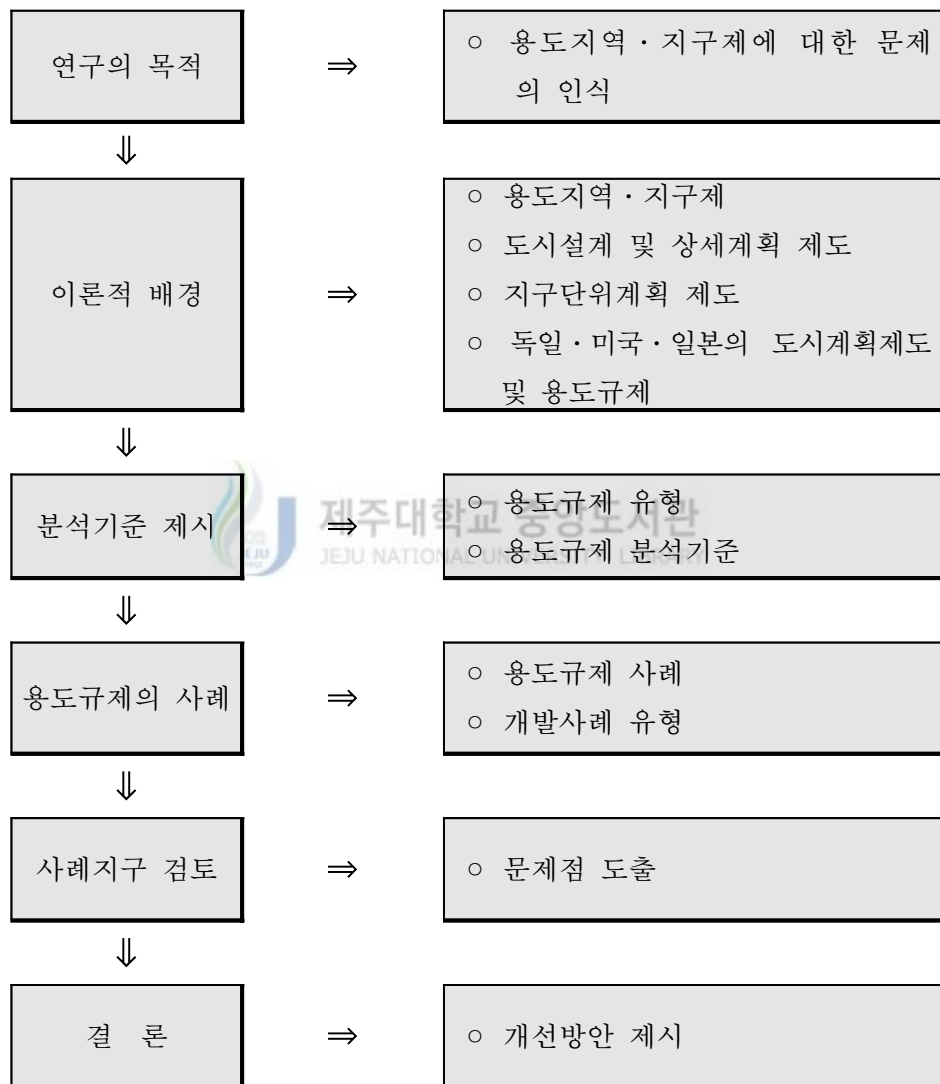 연구의 목적 ⇒ ○ 용도지역·지구제에 대한 문제
의 인식
⇓
이론적 배경 ⇒ ○ 용도지역·지구제
○ 도시설계 및 상세계획 제도
○ 지구단위계획 제도
○ 독일·미국·일본의 도시계획제도
및 용도규제
⇓
분석기준 제시 ⇒ ○ 용도규제 유형
○ 용도규제 분석기준
제주대학교 중앙도서관
JEJU NATIONAL UNIVERSITY LIBRARY
⇓
용도규제의 사례 ⇒ ○ 용도규제 사례
○ 개발사례 유형
⇓
사례지구 검토 ⇒ ○ 문제점 도출
⇓
결 론 ⇒ ○ 개선방안 제시